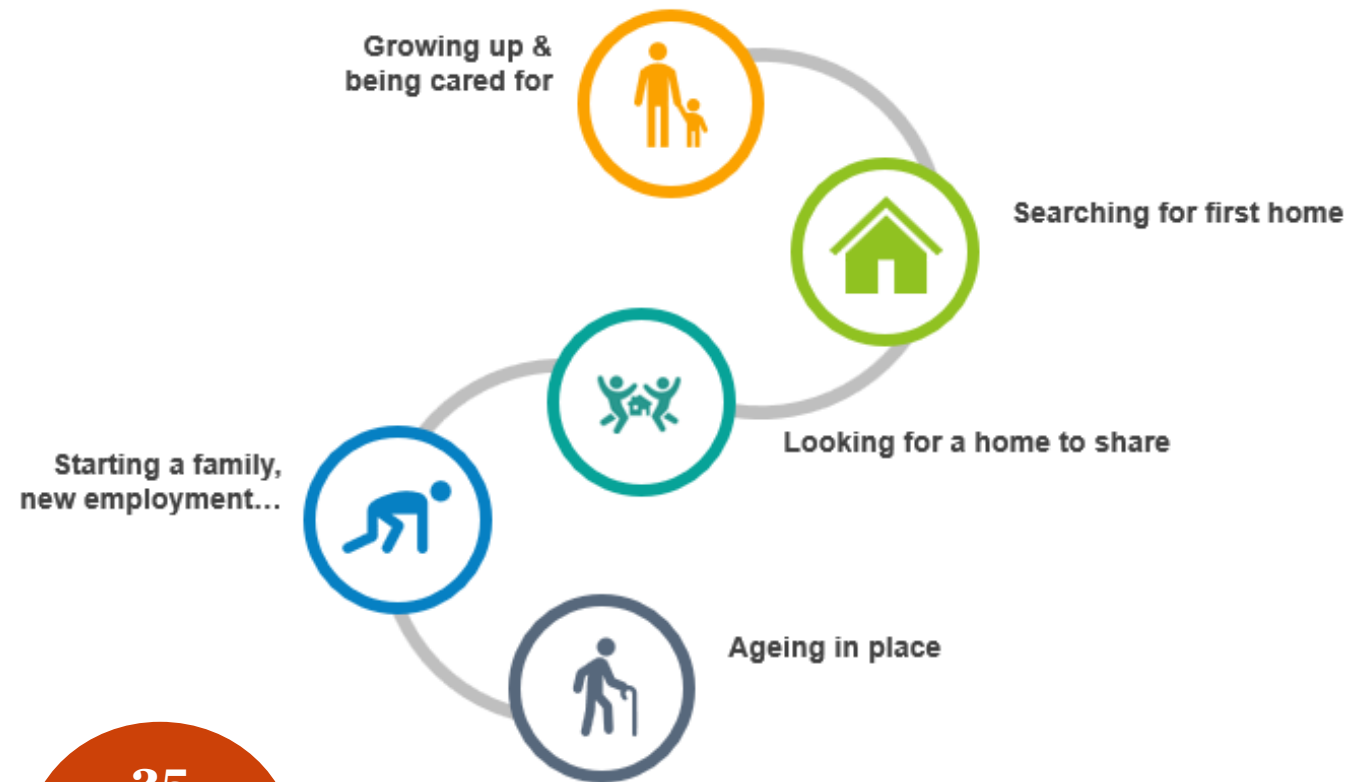 Growing up &
being cared for
Searching for first home
Looking for a home to share
Starting a family,
new employment...
Ageing in place
35